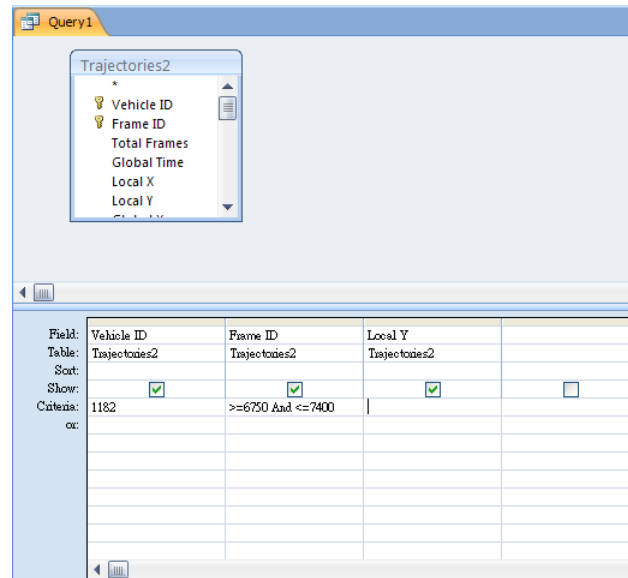 Query1
Trajectories2
*
Vehicle ID
Frame ID
Total Frames
Global Time
Local X
Local Y
Field: Vehicle ID Frame ID Local Y
Table: Trajectories2 Trajectories2 Trajectories2
Sort:
Show:
Criteria: 1182 >=6750 And <=7400
or: